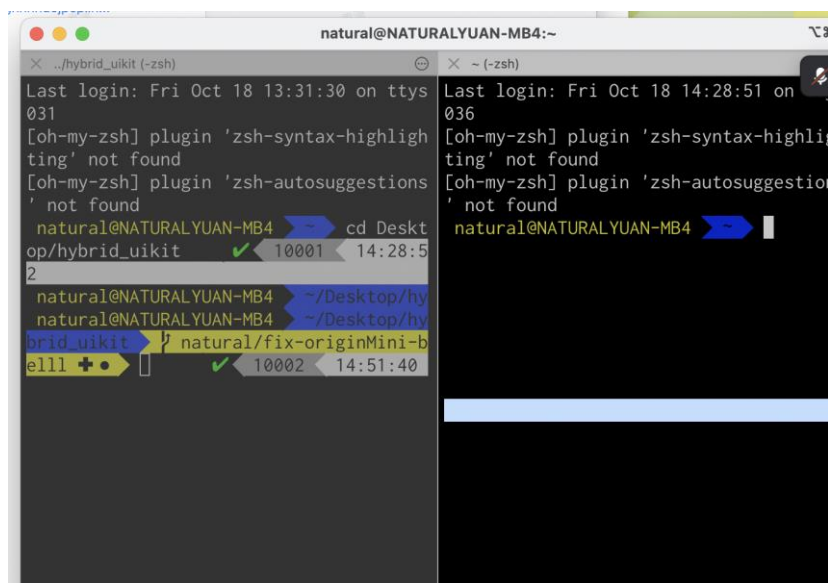 natural@NATURALYUAN-MB4:~
../hybrid_uikit (-zsh)
Last login: Fri Oct 18 13:31:30 on ttys
031
[oh-my-zsh] plugin 'zsh-syntax-highligh
ting' not found
[oh-my-zsh] plugin 'zsh-autosuggestions
' not found
natural@NATURALYUAN-MB4 ~ cd Deskt
op/hybrid_uikit ✔ 10001 14:28:5
2
natural@NATURALYUAN-MB4 ~/Desktop/hy
natural@NATURALYUAN-MB4 ~/Desktop/hy
brid_uikit natural/fix-originMini-b
elll ✚ ● ✔ 10002 14:51:40
~ (-zsh)
Last login: Fri Oct 18 14:28:51 on
036
[oh-my-zsh] plugin 'zsh-syntax-highlig
ting' not found
[oh-my-zsh] plugin 'zsh-autosuggestion
' not found
natural@NATURALYUAN-MB4 ~